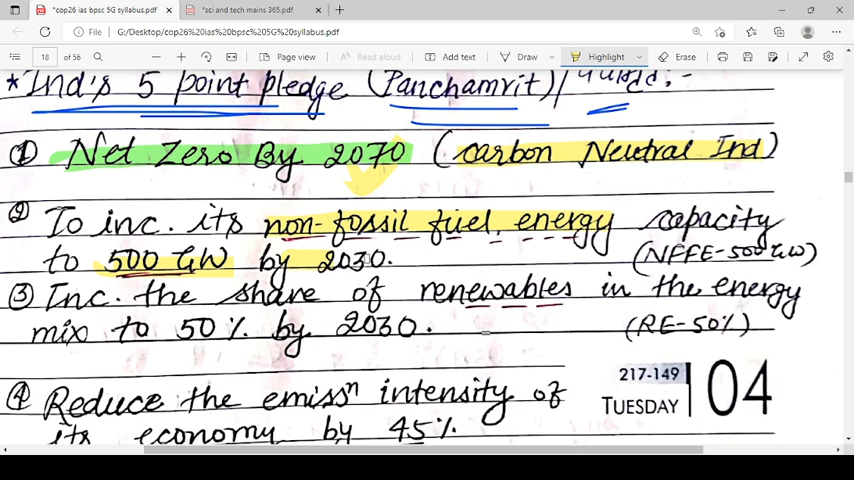 *cop26 ias bpsc 5G syllabus.pdf
*sci and tech mains 365.pdf
File | G:/Desktop/cop26%20ias%20bpsc%205G%20syllabus.pdf
18 of 56
Page view
Read aloud
Add text
Draw
Highlight
Erase
*Ind's 5 point pledge (Panchamrit)/ :-
① Net Zero By 2070 (carbon Neutral Ind)
② To inc. its non-fossil fuel energy capacity
to 500 GW by 2030. (NFFE-500GW)
③ Inc. the share of renewables in the energy
mix to 50% by 2030. (RE-50%)
④ Reduce the emissⁿ intensity of
its economy by 45%.
217-149
TUESDAY
04